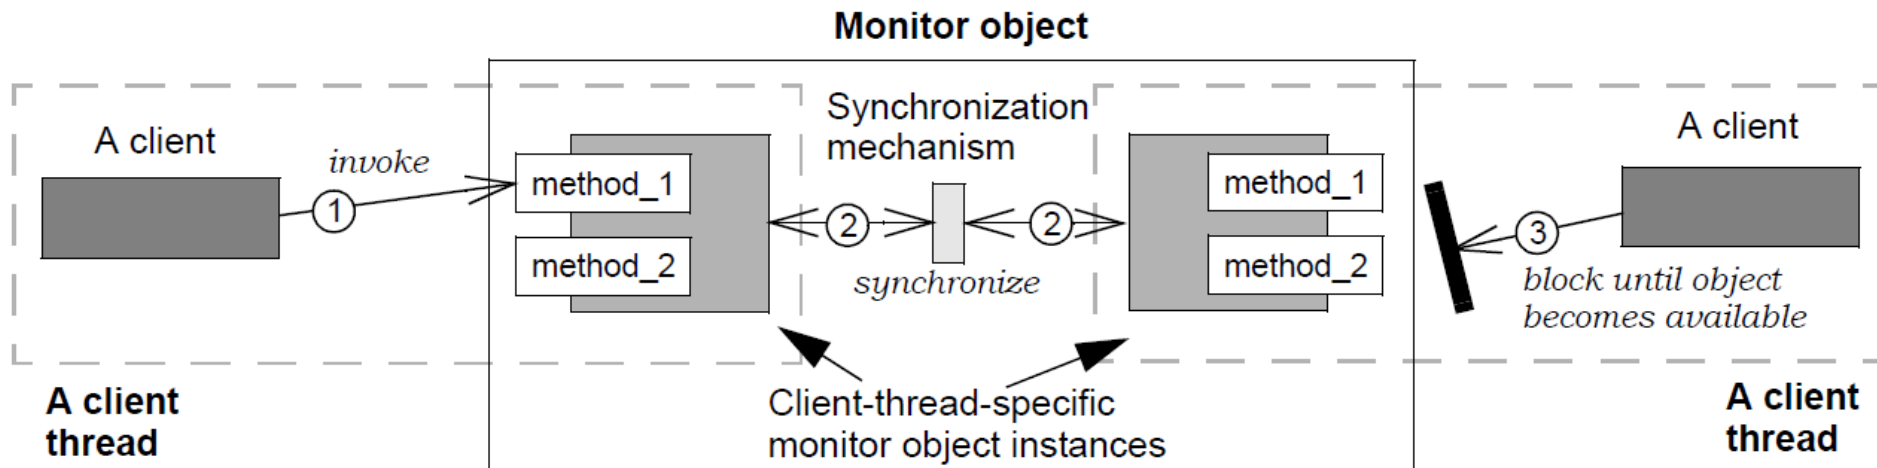 Monitor object
A client
invoke
1
method_1
method_2
Synchronization
mechanism
2
2
synchronize
method_1
method_2
A client
3
block until object
becomes available
A client
thread
Client-thread-specific
monitor object instances
A client
thread